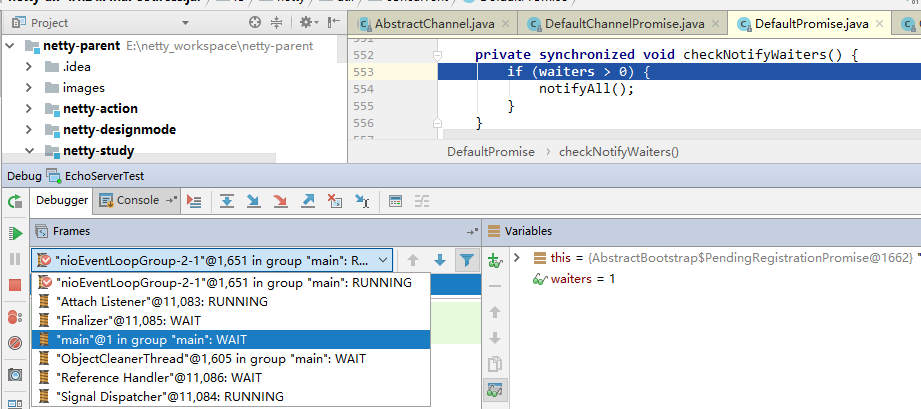 Project
netty-parent E:\netty_workspace\netty-parent
.idea
images
netty-action
netty-designmode
netty-study
AbstractChannel.java
DefaultChannelPromise.java
DefaultPromise.java
552 private synchronized void checkNotifyWaiters() {
553 if (waiters > 0) {
554 notifyAll();
555 }
556 }
DefaultPromise › checkNotifyWaiters()
Debug EchoServerTest
Debugger Console
Frames
"nioEventLoopGroup-2-1"@1,651 in group "main": R...
"nioEventLoopGroup-2-1"@1,651 in group "main": RUNNING
"Attach Listener"@11,083: RUNNING
"Finalizer"@11,085: WAIT
"main"@1 in group "main": WAIT
"ObjectCleanerThread"@1,605 in group "main": WAIT
"Reference Handler"@11,086: WAIT
"Signal Dispatcher"@11,084: RUNNING
Variables
this = {AbstractBootstrap$PendingRegistrationPromise@1662} "
waiters = 1